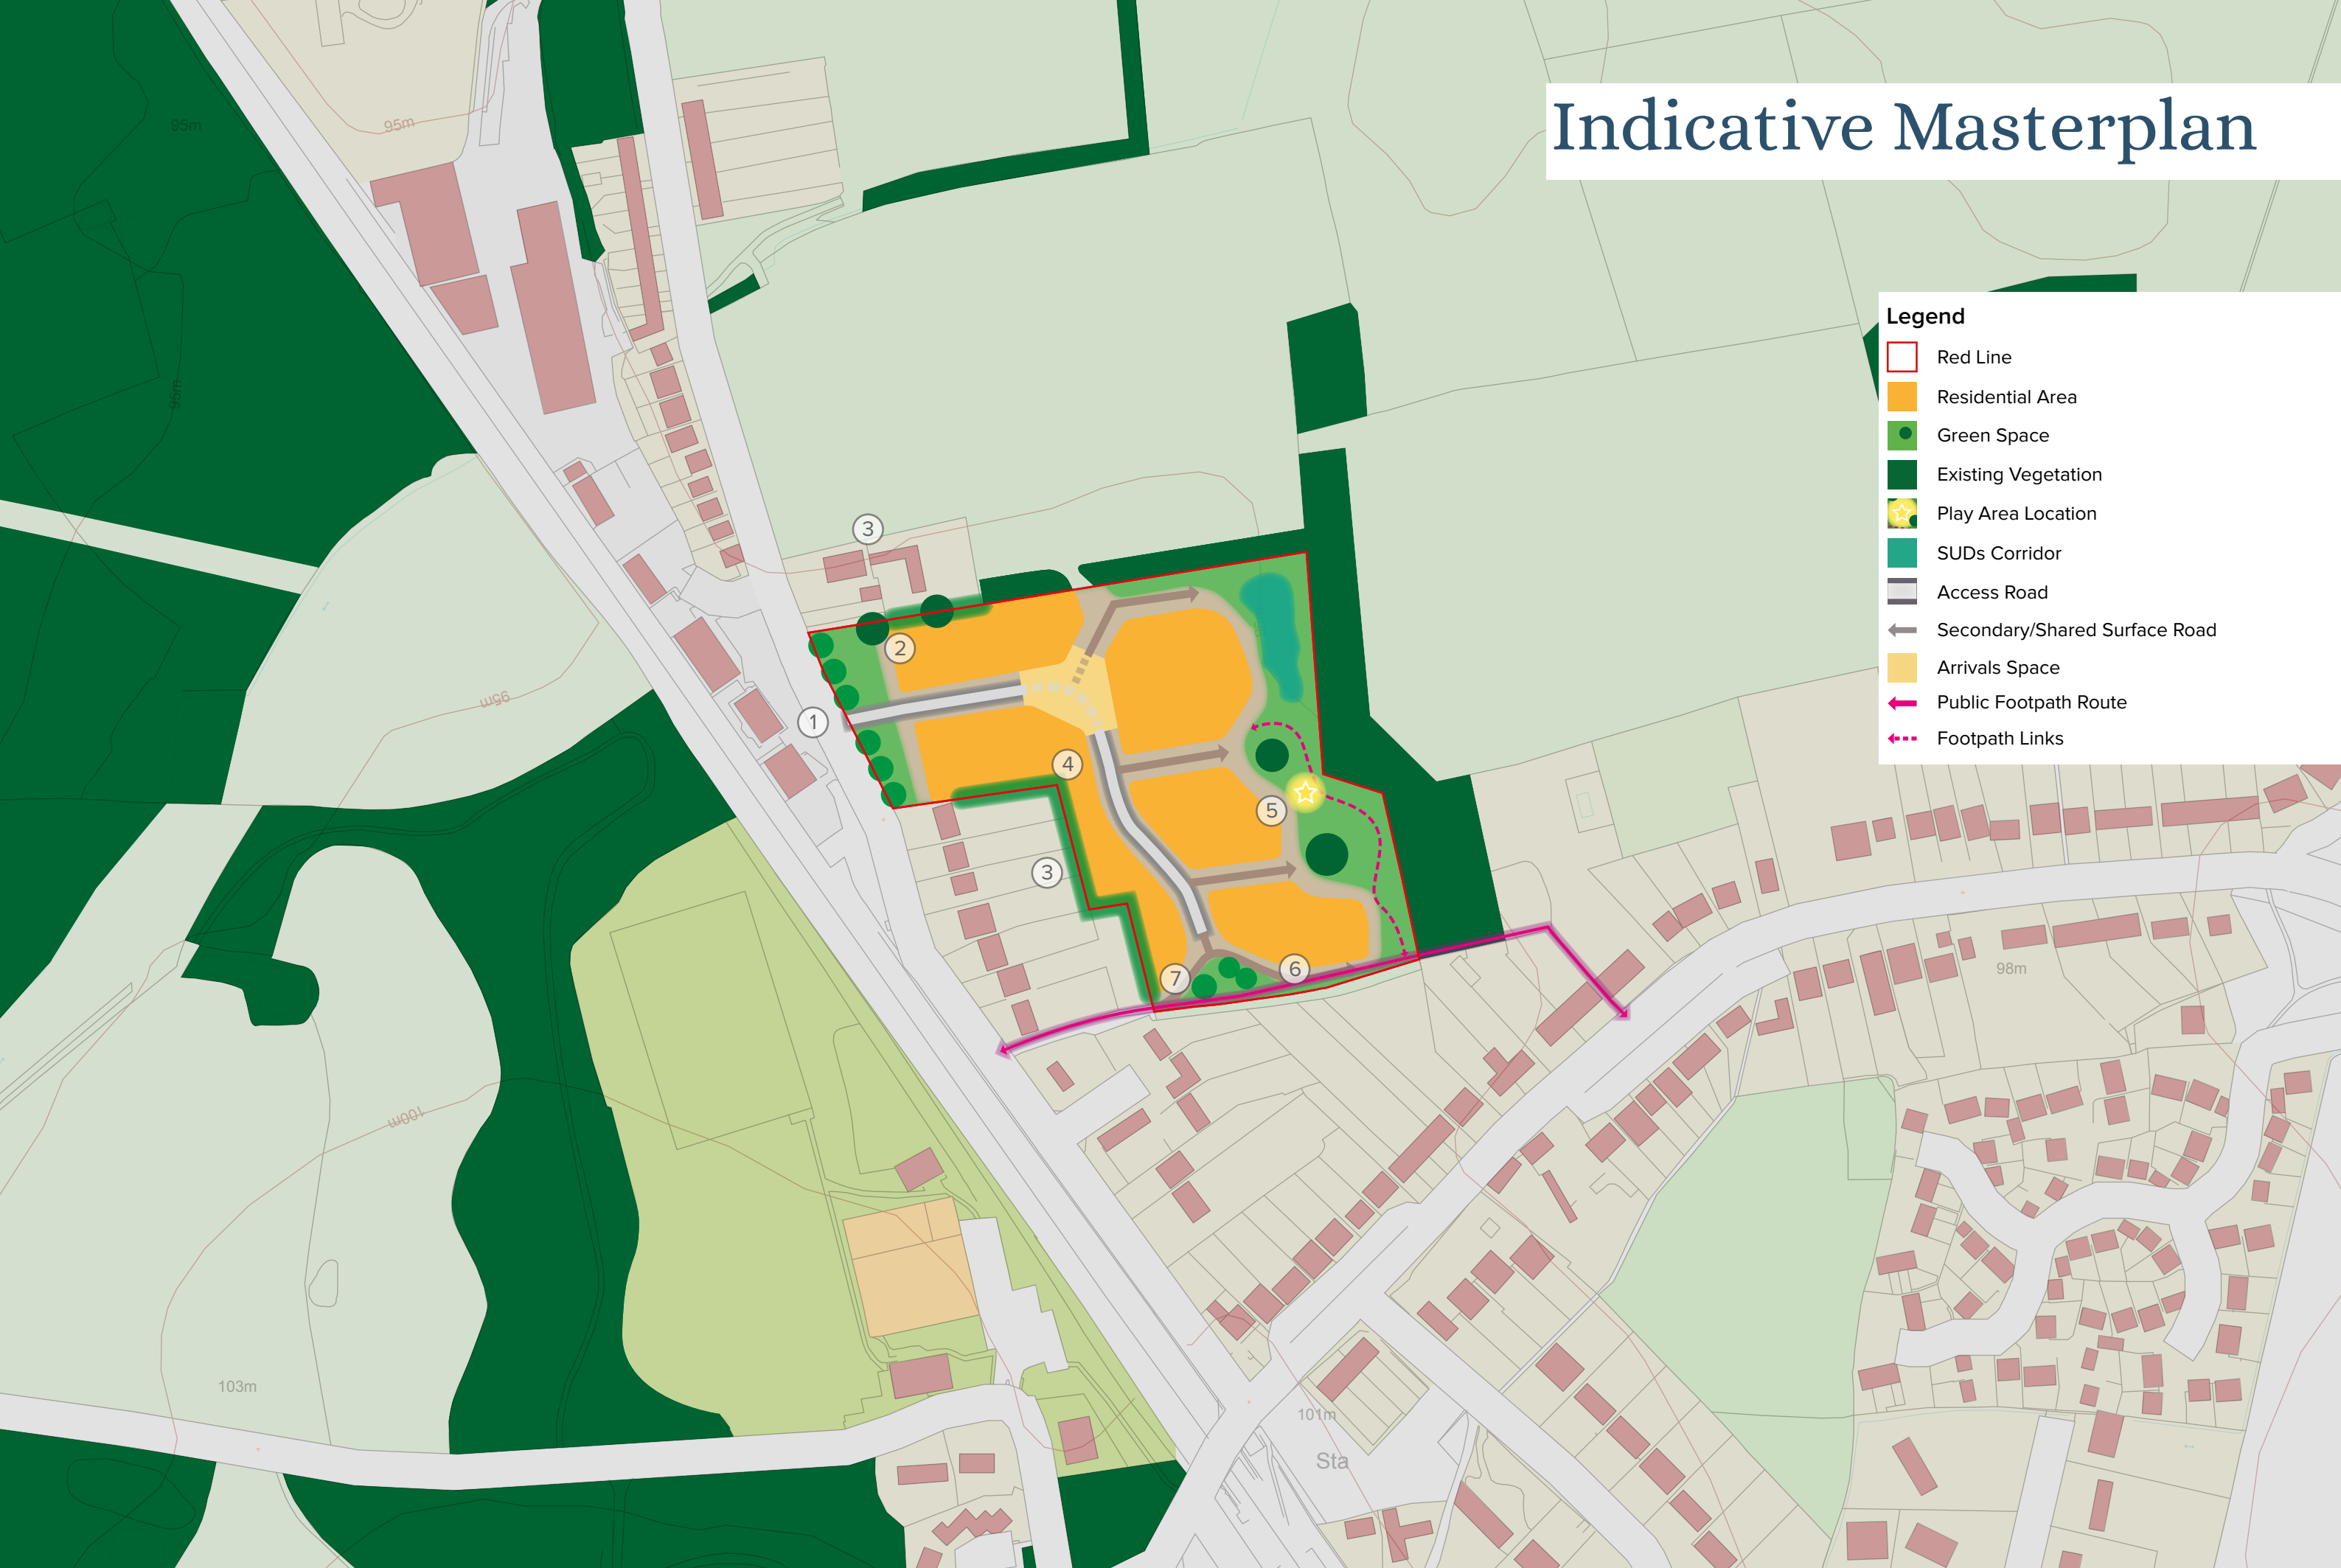 Indicative Masterplan
95m
95m
Legend
Red Line
Residential Area
Green Space
Existing Vegetation
Play Area Location
SUDs Corridor
Access Road
Secondary/Shared Surface Road
Arrivals Space
Public Footpath Route
Footpath Links
95m
3
2
95m
1
4
5
3
98m
6
7
100m
103m
101m
Sta